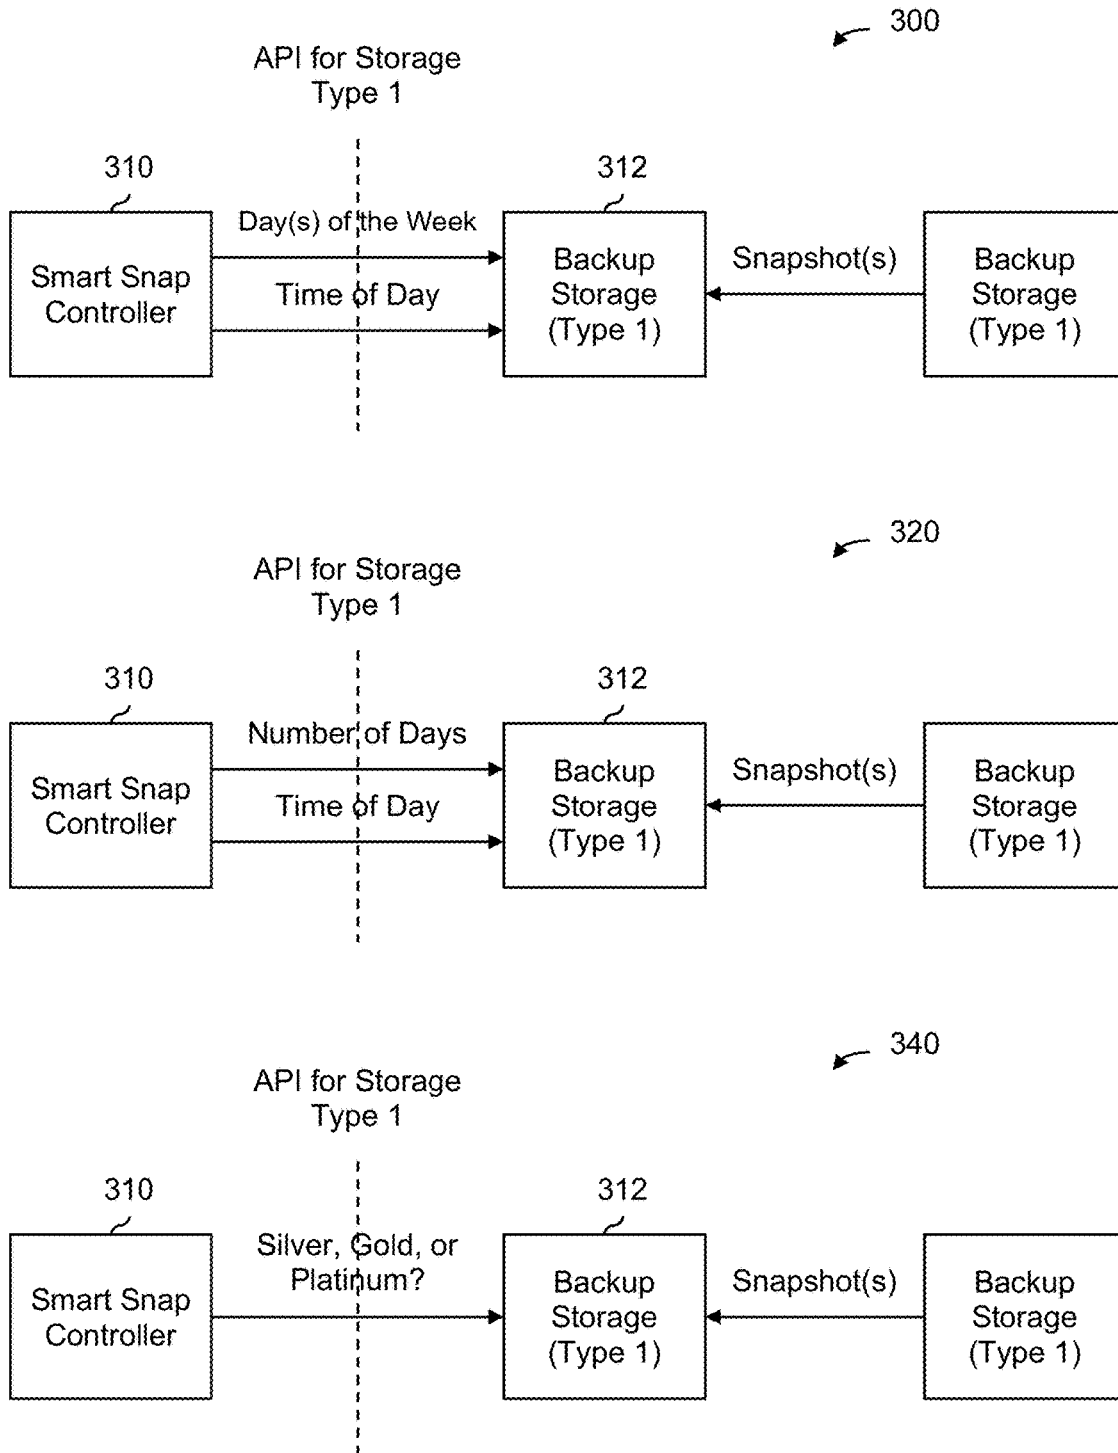 300
API for Storage
Type 1
310
312
Day(s) of the Week
Time of Day
Smart Snap
Controller
Backup
Storage
(Type 1)
Snapshot(s)
Backup
Storage
(Type 1)
320
API for Storage
Type 1
310
312
Number of Days
Time of Day
Smart Snap
Controller
Backup
Storage
(Type 1)
Snapshot(s)
Backup
Storage
(Type 1)
340
API for Storage
Type 1
310
312
Silver, Gold, or
Platinum?
Smart Snap
Controller
Backup
Storage
(Type 1)
Snapshot(s)
Backup
Storage
(Type 1)